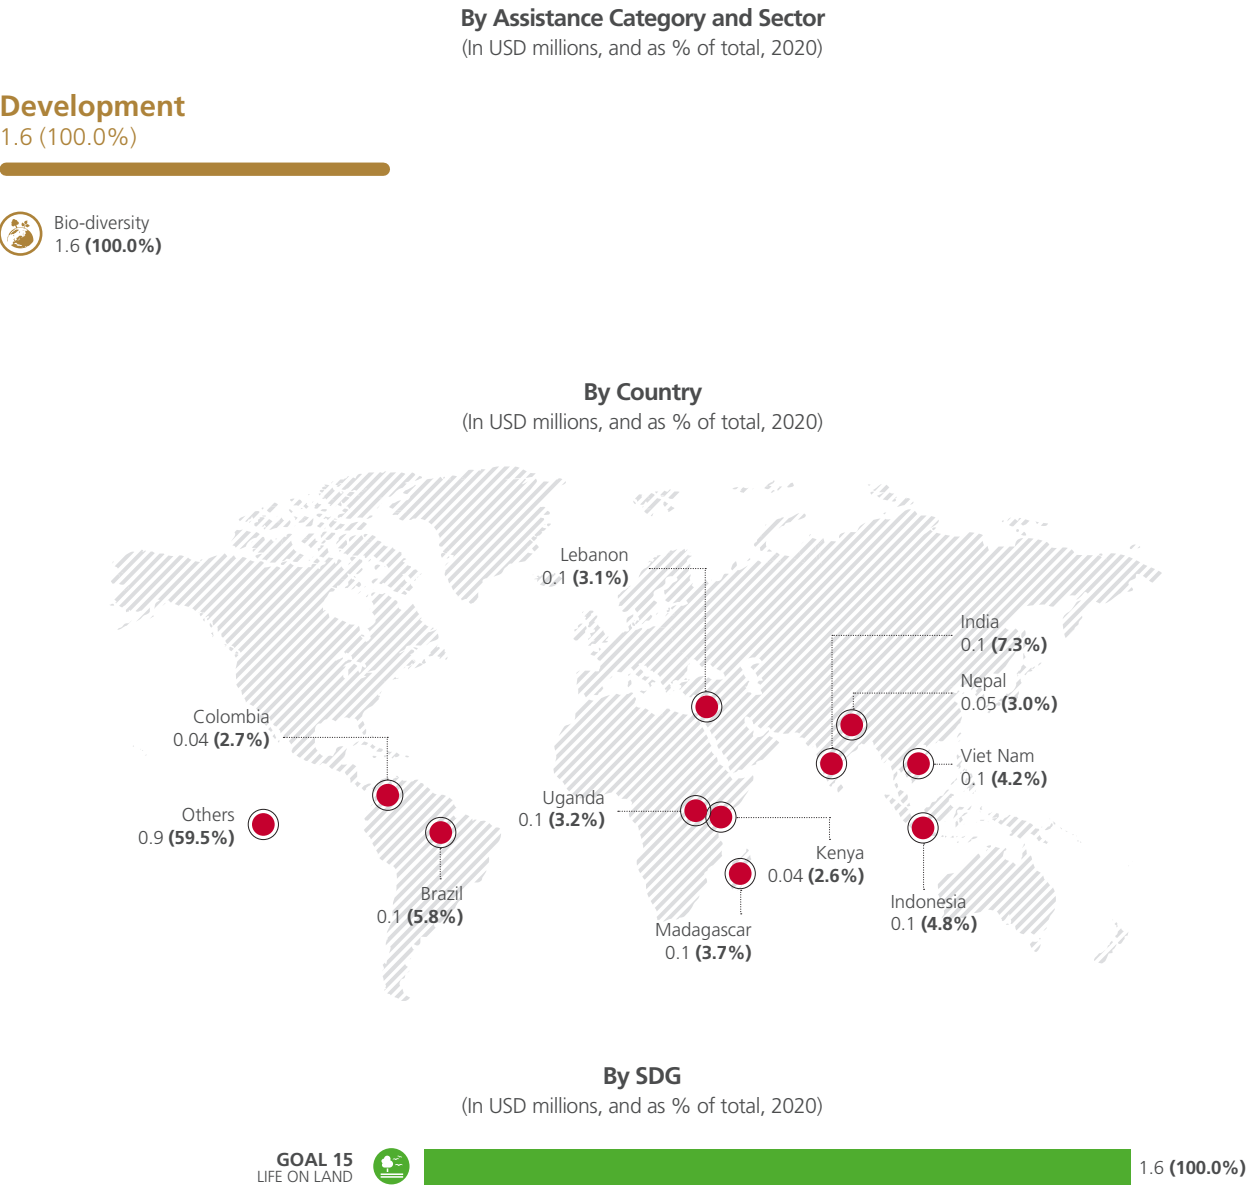 By Assistance Category and Sector
(In USD millions, and as % of total, 2020)
Development
1.6 (100.0%)
Bio-diversity
1.6 (100.0%)
By Country
(In USD millions, and as % of total, 2020)
Lebanon
0.1 (3.1%)
India
0.1 (7.3%)
Nepal
0.05 (3.0%)
Colombia
0.04 (2.7%)
Viet Nam
0.1 (4.2%)
Uganda
0.1 (3.2%)
Others
0.9 (59.5%)
Kenya
0.04 (2.6%)
Brazil
0.1 (5.8%)
Indonesia
0.1 (4.8%)
Madagascar
0.1 (3.7%)
By SDG
(In USD millions, and as % of total, 2020)
GOAL 15
LIFE ON LAND
1.6 (100.0%)